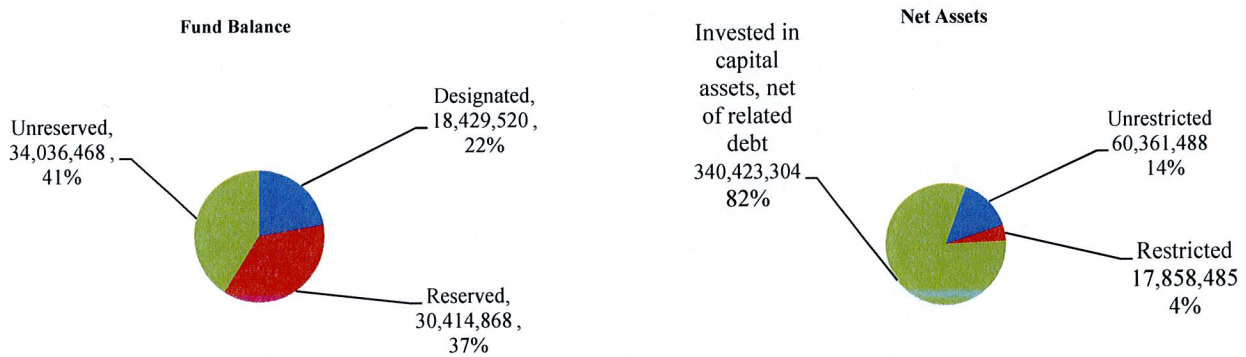 Fund Balance
Designated,
18,429,520 ,
22%
Unreserved,
34,036,468 ,
41%
Reserved,
30,414,868 ,
37%
Net Assets
Invested in
capital
assets, net
of related
debt
340,423,304
82%
Unrestricted
60,361,488
14%
Restricted
17,858,485
4%